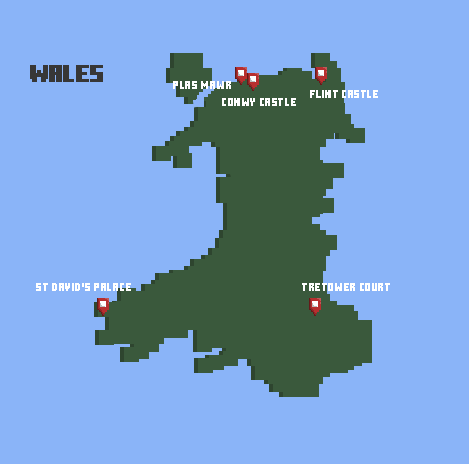 WALES
PLAS MAWR
CONWY CASTLE
FLINT CASTLE
ST DAVID'S PALACE
TRETOWER COURT